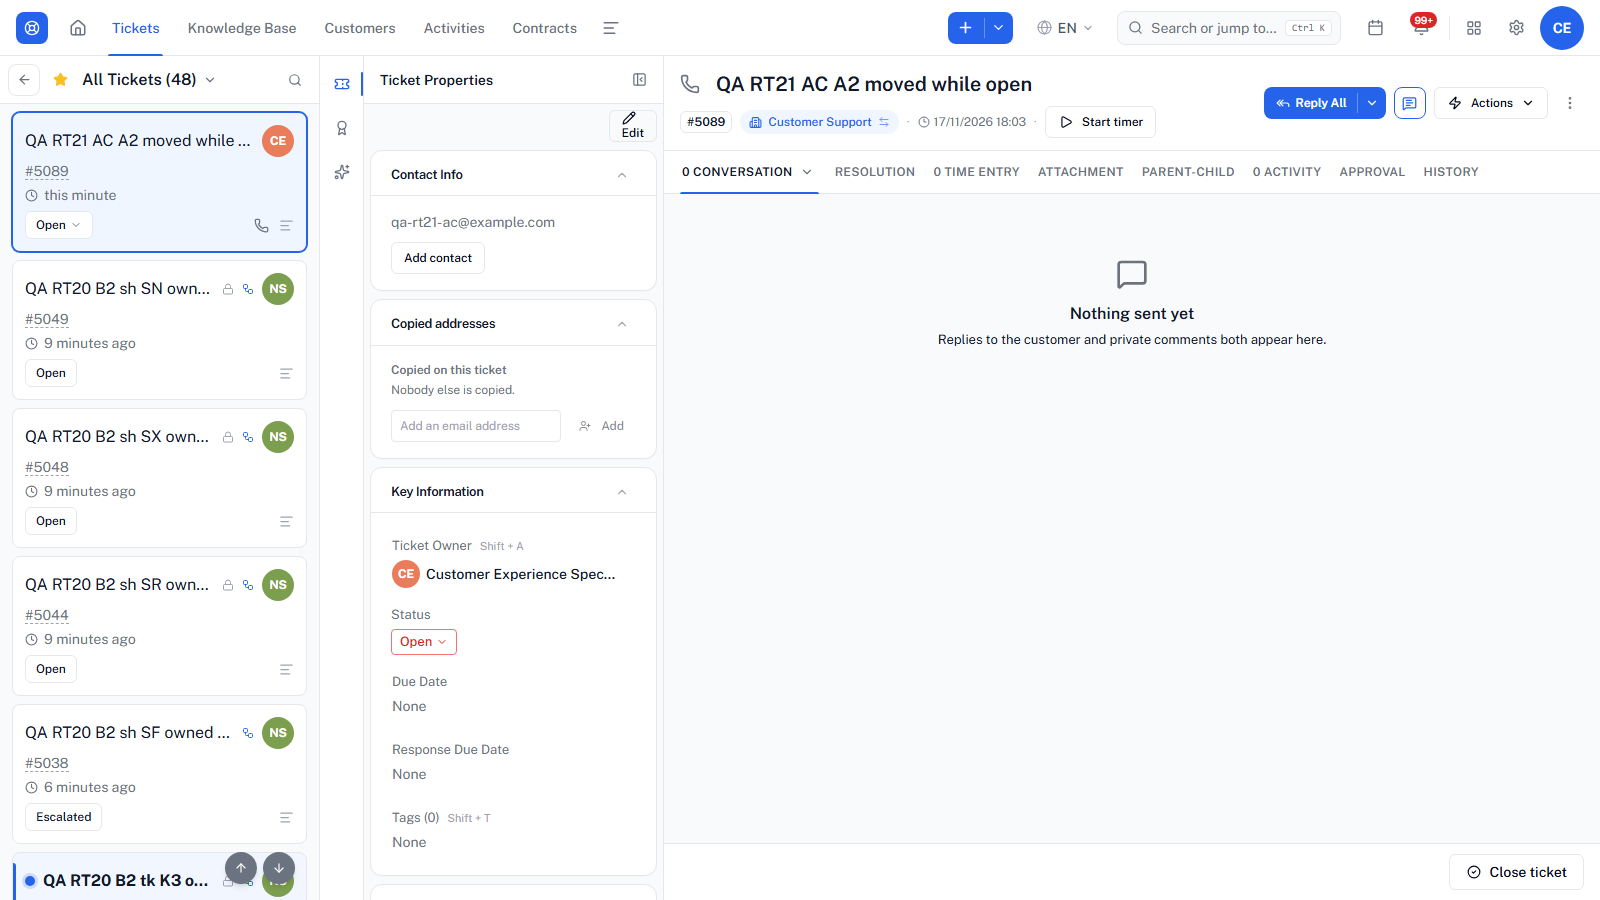 Tickets
Knowledge Base
Customers
Activities
Contracts
EN
Search or jump to...
Ctrl K
99+
CE
All Tickets (48)
QA RT21 AC A2 moved while ...
CE
#5089
this minute
Open
QA RT20 B2 sh SN own...
NS
#5049
9 minutes ago
Open
QA RT20 B2 sh SX own...
NS
#5048
9 minutes ago
Open
QA RT20 B2 sh SR own...
NS
#5044
9 minutes ago
Open
QA RT20 B2 sh SF owned ...
NS
#5038
6 minutes ago
Escalated
QA RT20 B2 tk K3 o...
Ticket Properties
Edit
Contact Info
qa-rt21-ac@example.com
Add contact
Copied addresses
Copied on this ticket
Nobody else is copied.
Add an email address
Add
Key Information
Ticket Owner Shift + A
CE Customer Experience Spec...
Status
Open
Due Date
None
Response Due Date
None
Tags (0) Shift + T
None
QA RT21 AC A2 moved while open
#5089
Customer Support
17/11/2026 18:03
Start timer
Reply All
Actions
0 CONVERSATION
RESOLUTION
0 TIME ENTRY
ATTACHMENT
PARENT-CHILD
0 ACTIVITY
APPROVAL
HISTORY
Nothing sent yet
Replies to the customer and private comments both appear here.
Close ticket